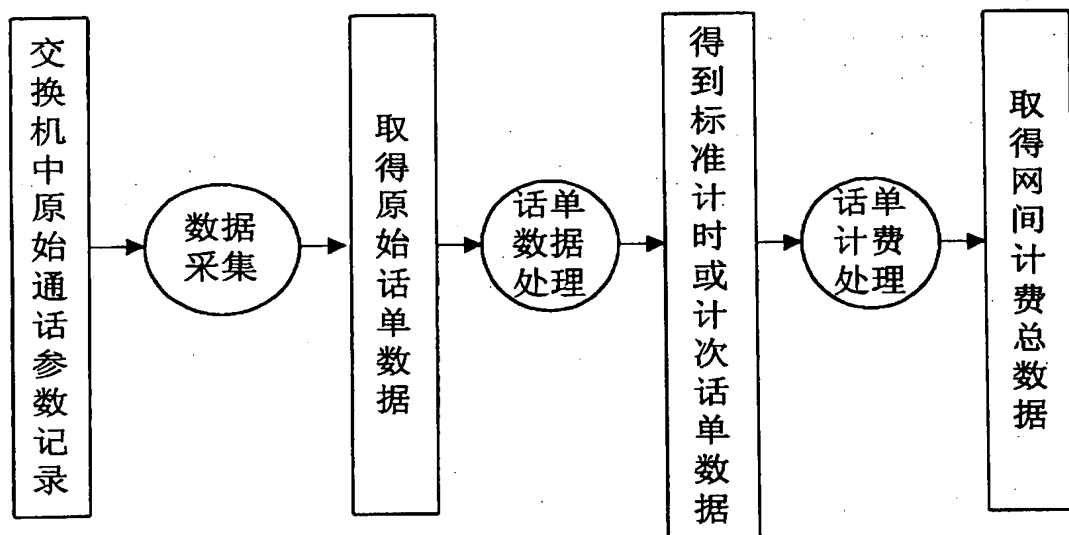 交换机中原始通话参数记录
数据
采集
取得原始话单数据
话单
数据
处理
得到标准计时或计次话单数据
话单
计费
处理
取得网间计费总数据